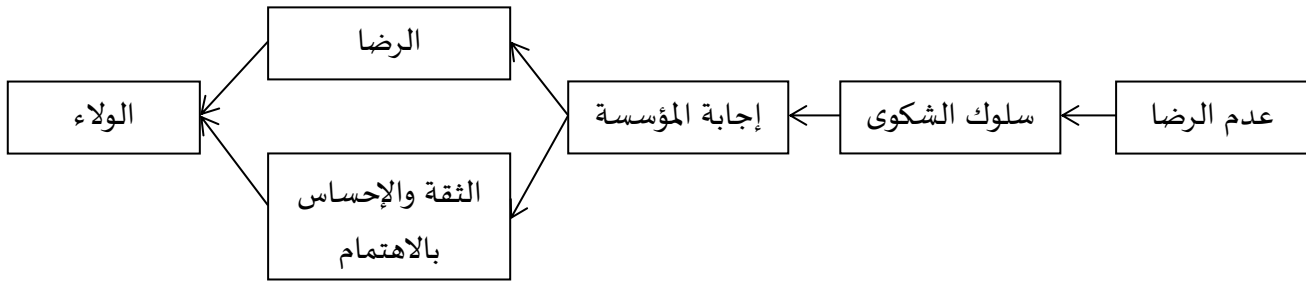 عدم الرضا
سلوك الشكوى
إجابة المؤسسة
الرضا
الثقة والإحساس
بالاهتمام
الولاء